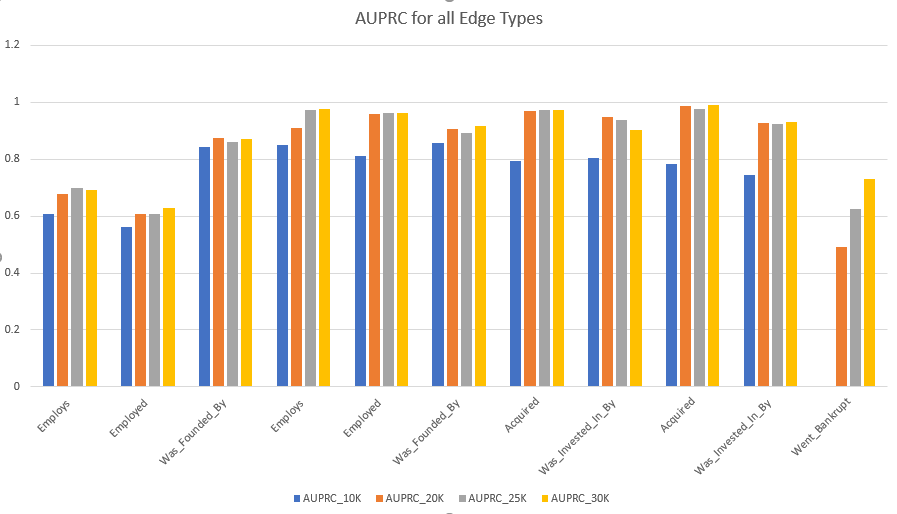 AUPRC for all Edge Types
1.2
1
0.8
0.6
0.4
0.2
0
Employs
Employed
Was_Founded_By
Employs
Employed
Was_Founded_By
Acquired
Was_Invested_In_By
Acquired
Was_Invested_In_By
Went_Bankrupt
AUPRC_10K AUPRC_20K AUPRC_25K AUPRC_30K